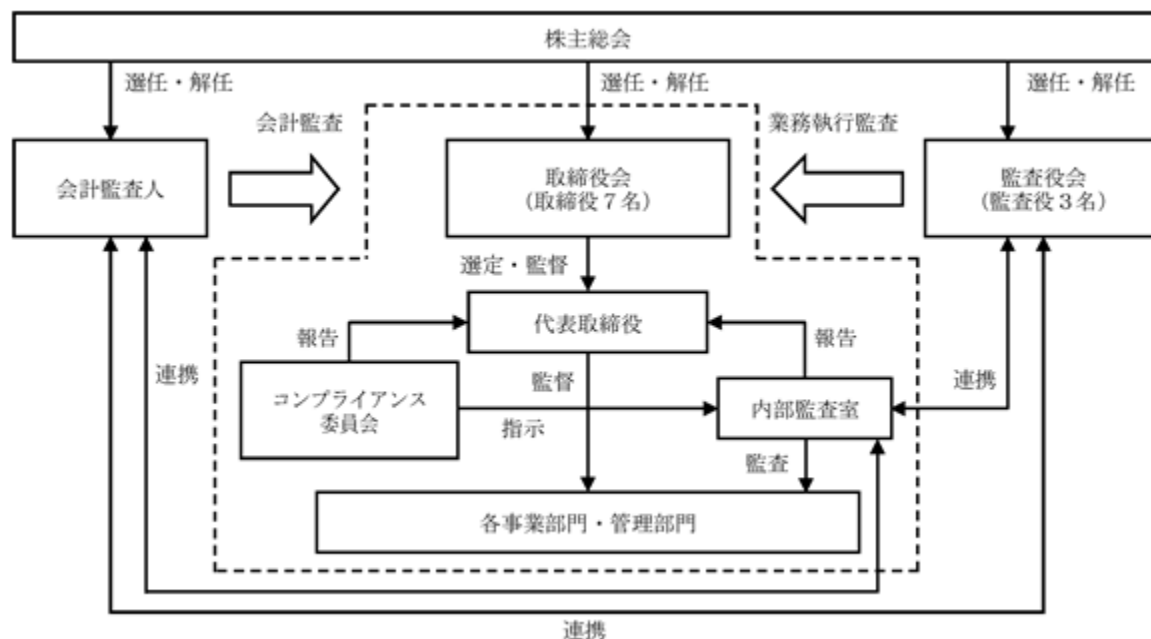 株主総会
選任・解任
選任・解任
選任・解任
会計監査
業務執行監査
会計監査人
取締役会
(取締役7名)
監査役会
(監査役3名)
選定・監督
代表取締役
報告
報告
連携
監督
連携
コンプライアンス
委員会
指示
内部監査室
監査
各事業部門・管理部門
連携